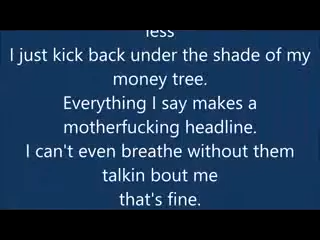 less
I just kick back under the shade of my
money tree.
Everything I say makes a
motherfucking headline.
I can't even breathe without them
talkin bout me
that's fine.